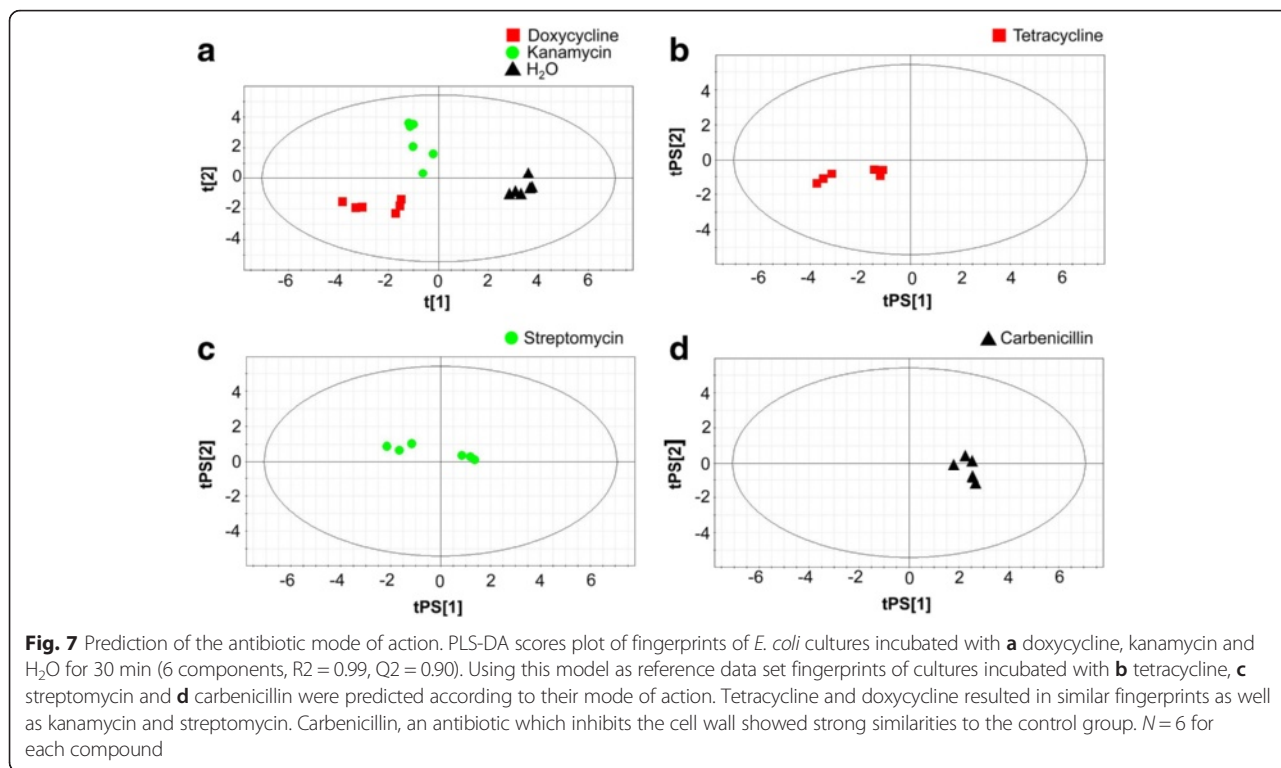 a
Doxycycline
Kanamycin
H₂O
t[2]
4
2
0
-2
-4
-6 -4 -2 0 2 4 6
t[1]
b
Tetracycline
tPS[2]
4
2
0
-2
-4
-6 -4 -2 0 2 4 6
tPS[1]
c
Streptomycin
tPS[2]
4
2
0
-2
-4
-6 -4 -2 0 2 4 6
tPS[1]
d
Carbenicillin
tPS[2]
4
2
0
-2
-4
-6 -4 -2 0 2 4 6
tPS[1]
Fig. 7 Prediction of the antibiotic mode of action. PLS-DA scores plot of fingerprints of E. coli cultures incubated with a doxycycline, kanamycin and
H₂O for 30 min (6 components, R2 = 0.99, Q2 = 0.90). Using this model as reference data set fingerprints of cultures incubated with b tetracycline, c
streptomycin and d carbenicillin were predicted according to their mode of action. Tetracycline and doxycycline resulted in similar fingerprints as well
as kanamycin and streptomycin. Carbenicillin, an antibiotic which inhibits the cell wall showed strong similarities to the control group. N = 6 for
each compound